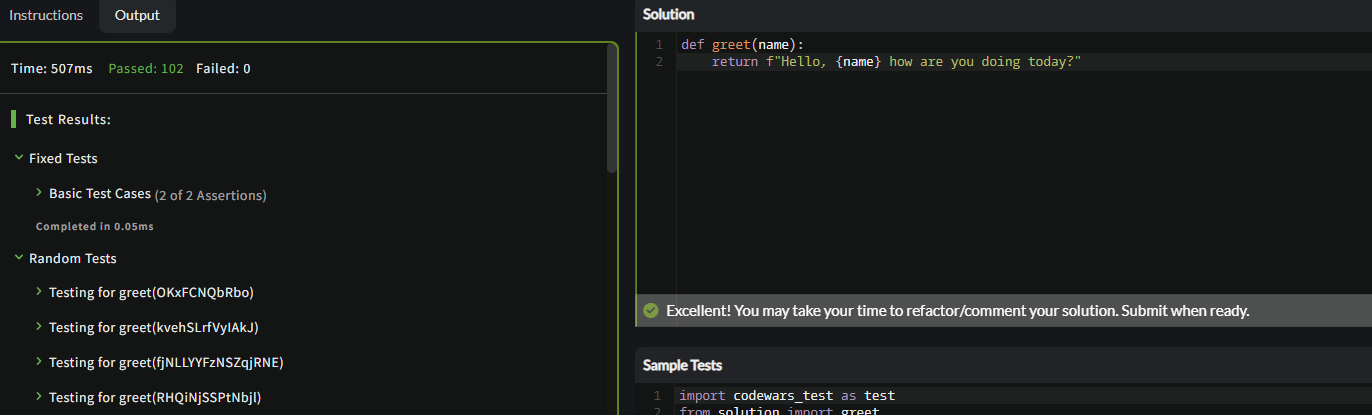 Instructions
Output
Time: 507ms Passed: 102 Failed: 0
Test Results:
Fixed Tests
Basic Test Cases (2 of 2 Assertions)
Completed in 0.05ms
Random Tests
Testing for greet(OKxFCNQbRbo)
Testing for greet(kvehSLrfVyIAkJ)
Testing for greet(fjNLLYYFzNSZqjRNE)
Testing for greet(RHQiNjSSPtNbjl)
Solution
1 def greet(name):
2 return f"Hello, {name} how are you doing today?"
Excellent! You may take your time to refactor/comment your solution. Submit when ready.
Sample Tests
1 import codewars_test as test
2 from solution import greet